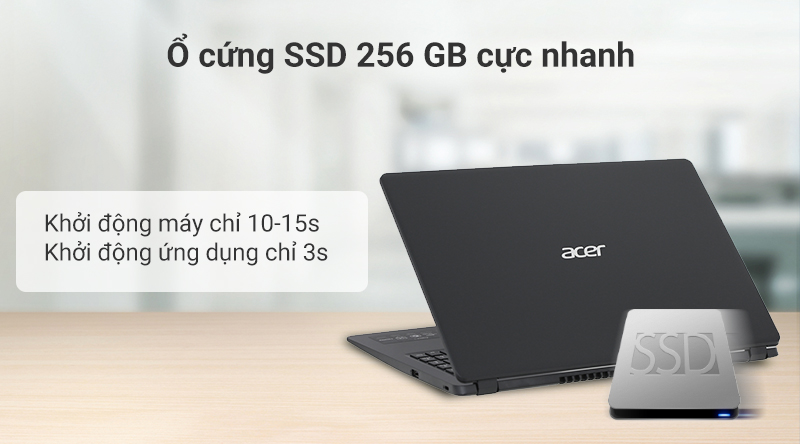 Ổ cứng SSD 256 GB cực nhanh
Khởi động máy chỉ 10-15s
Khởi động ứng dụng chỉ 3s
acer
SSD